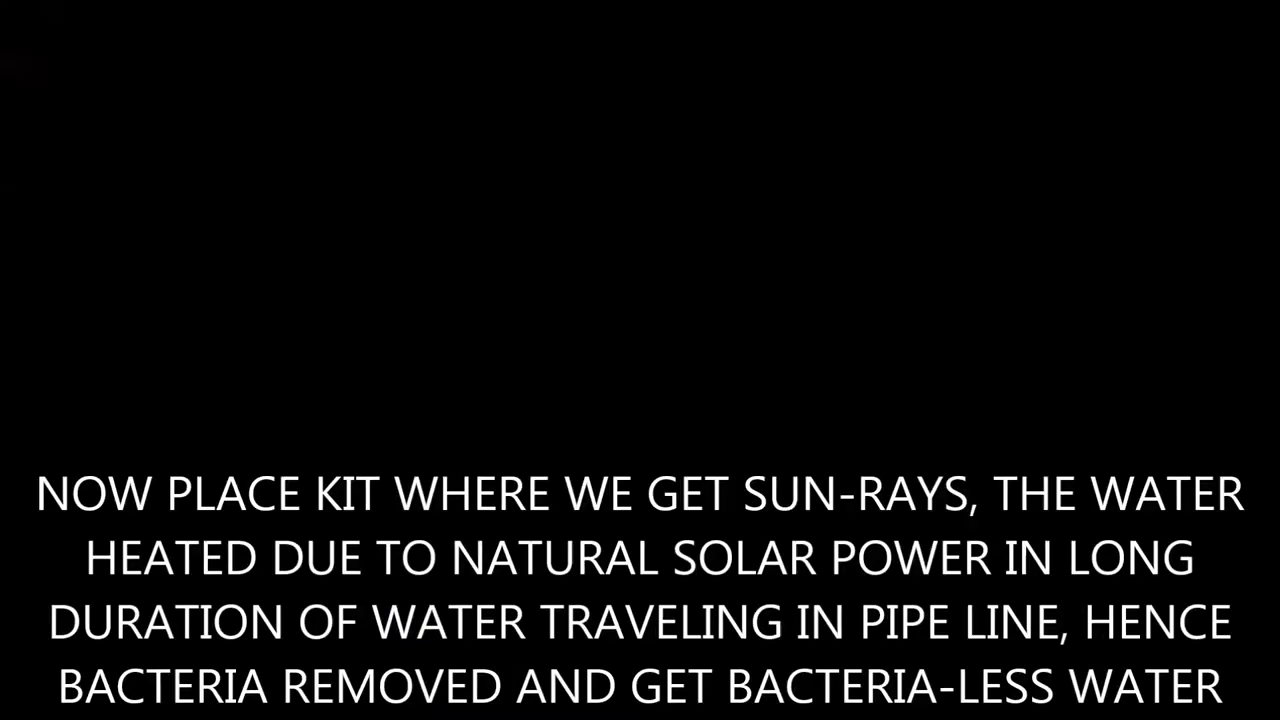 NOW PLACE KIT WHERE WE GET SUN-RAYS, THE WATER
HEATED DUE TO NATURAL SOLAR POWER IN LONG
DURATION OF WATER TRAVELING IN PIPE LINE, HENCE
BACTERIA REMOVED AND GET BACTERIA-LESS WATER